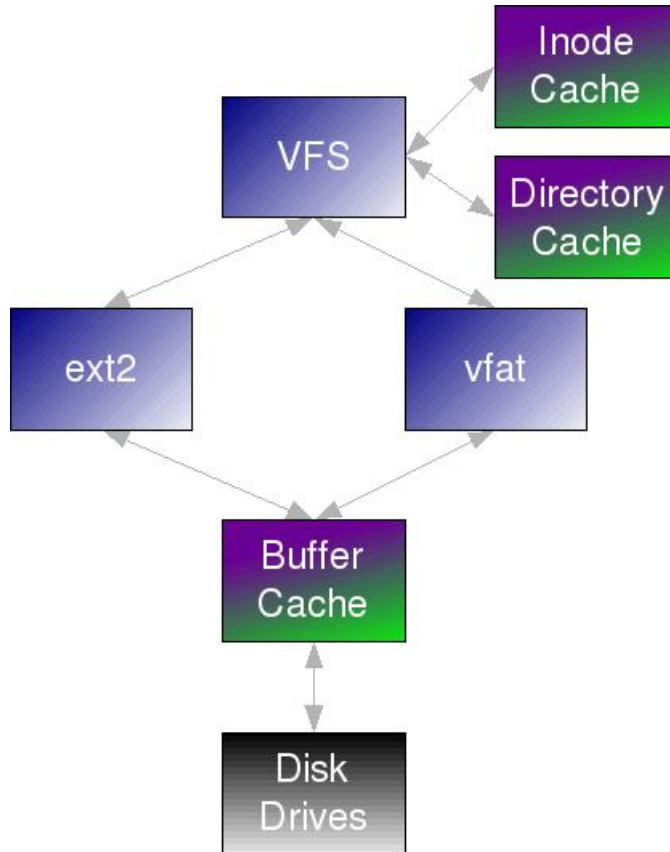 Inode
Cache
VFS
Directory
Cache
ext2
vfat
Buffer
Cache
Disk
Drives